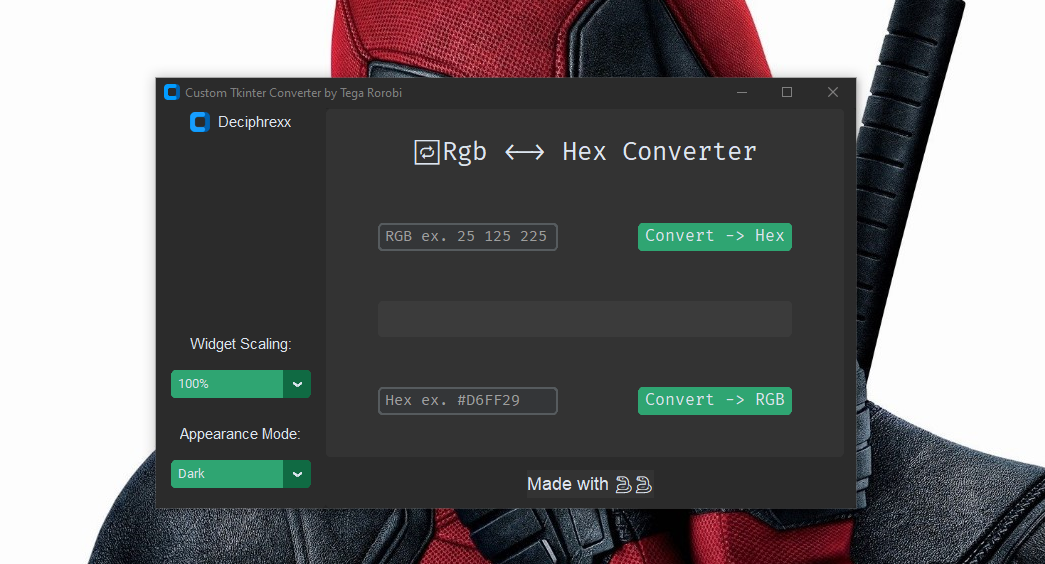 Custom Tkinter Converter by Tega Rorobi
Deciphrexx
Rgb <--> Hex Converter
RGB ex. 25 125 225
Convert -> Hex
Widget Scaling:
100%
Hex ex. #D6FF29
Convert -> RGB
Appearance Mode:
Dark
Made with